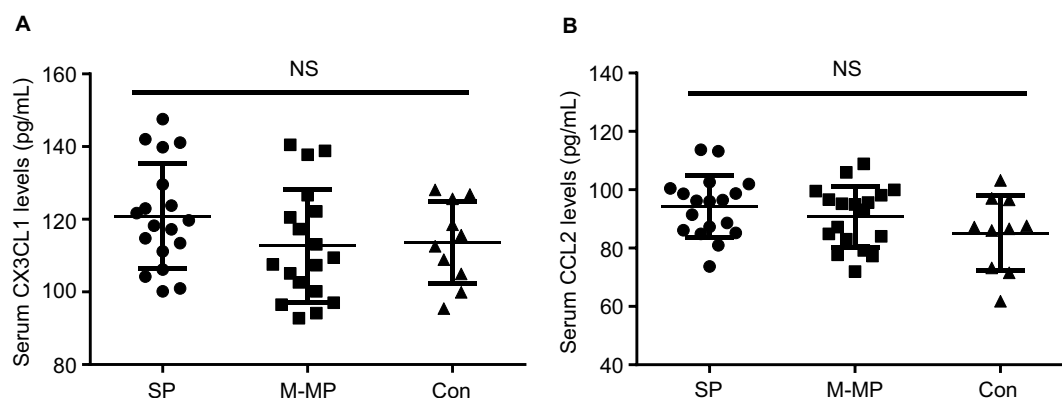 A
Serum CX3CL1 levels (pg/mL)
160
140
120
100
80
NS
SP
M-MP
Con
B
Serum CCL2 levels (pg/mL)
140
120
100
80
60
40
NS
SP
M-MP
Con